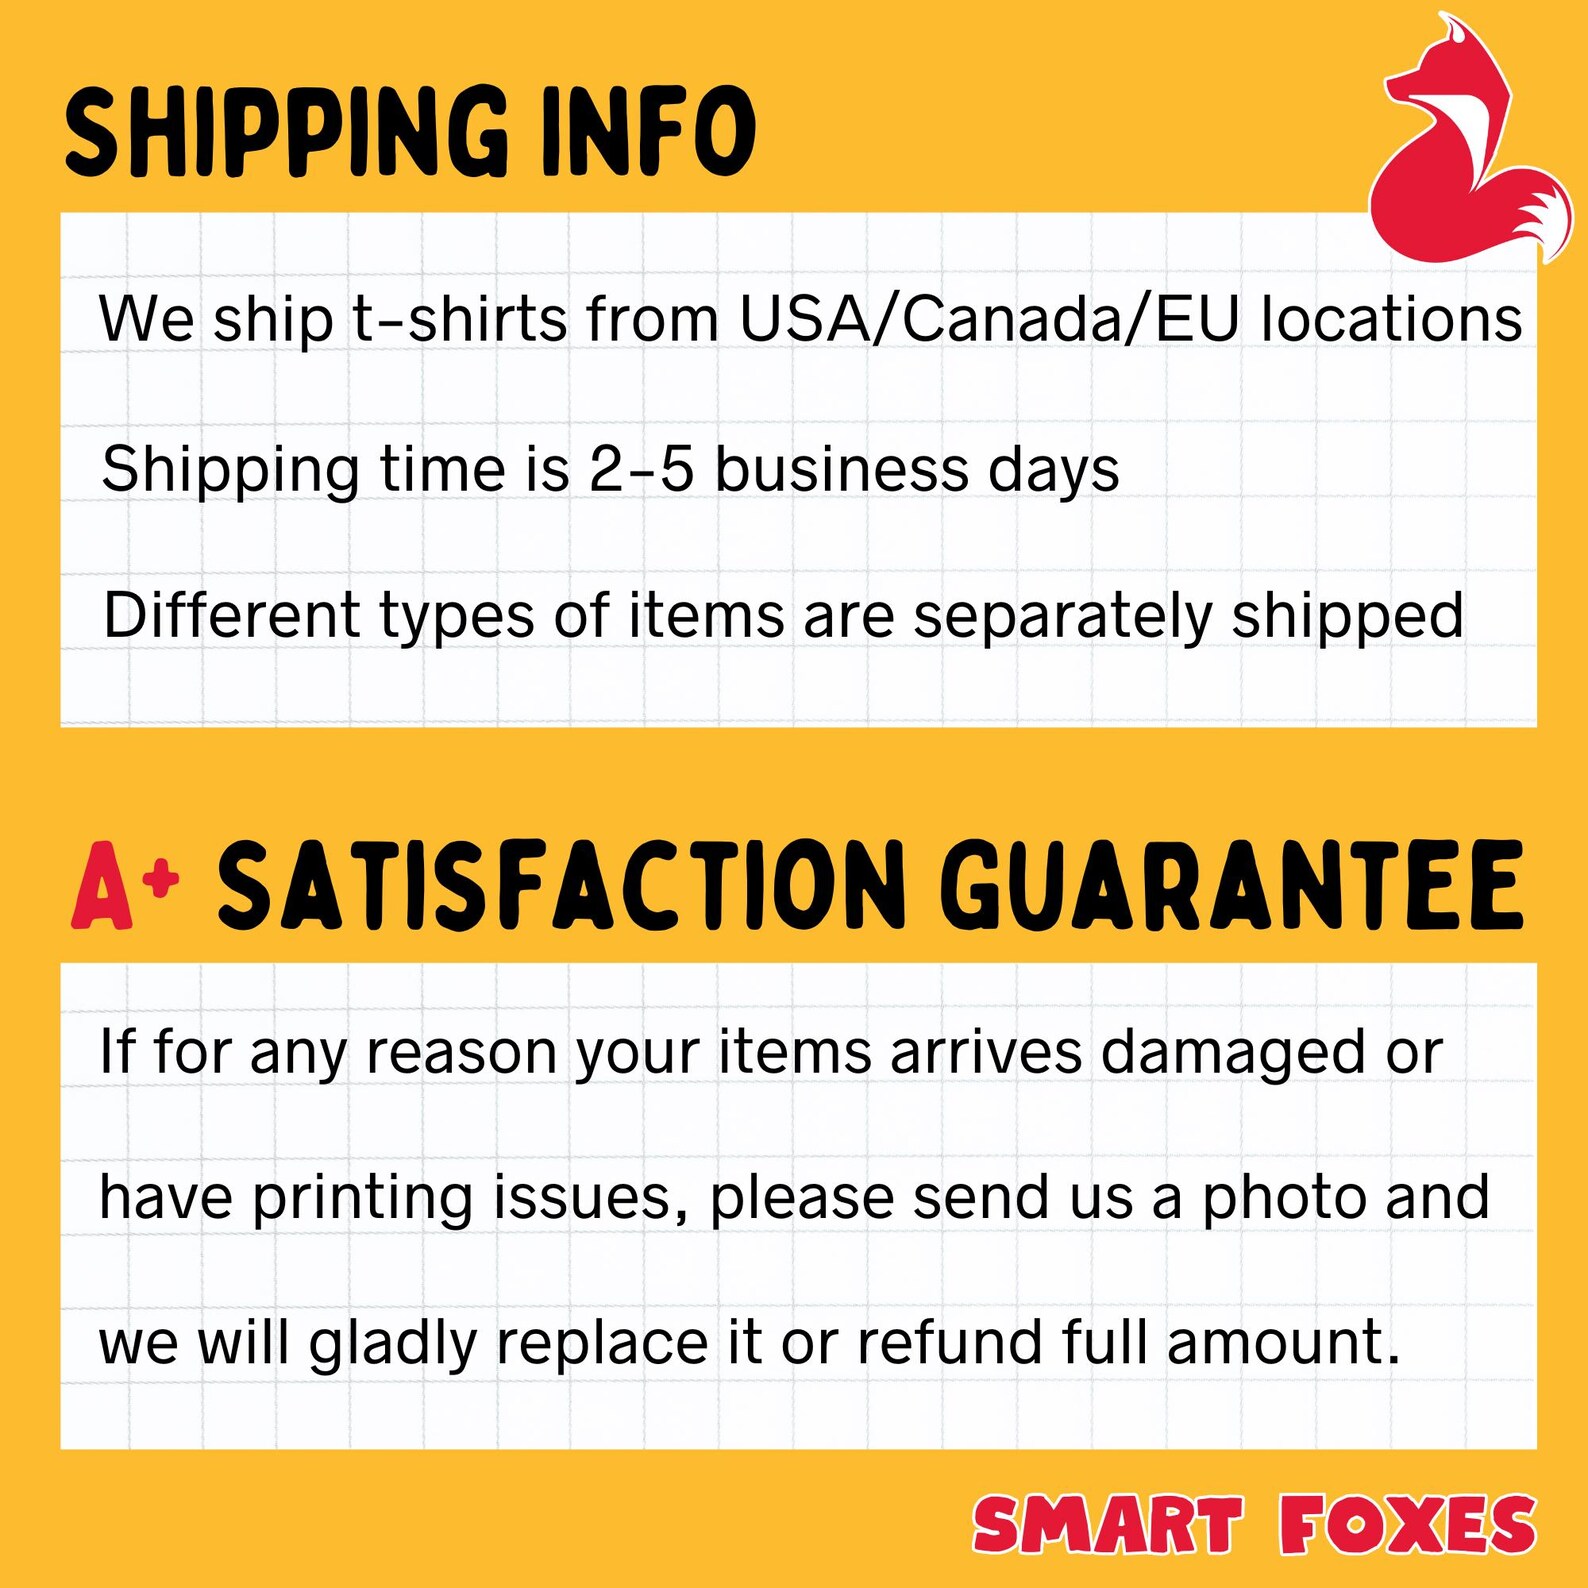 SHIPPING INFO
We ship t-shirts from USA/Canada/EU locations
Shipping time is 2-5 business days
Different types of items are separately shipped
A+ SATISFACTION GUARANTEE
If for any reason your items arrives damaged or
have printing issues, please send us a photo and
we will gladly replace it or refund full amount.
SMART FOXES